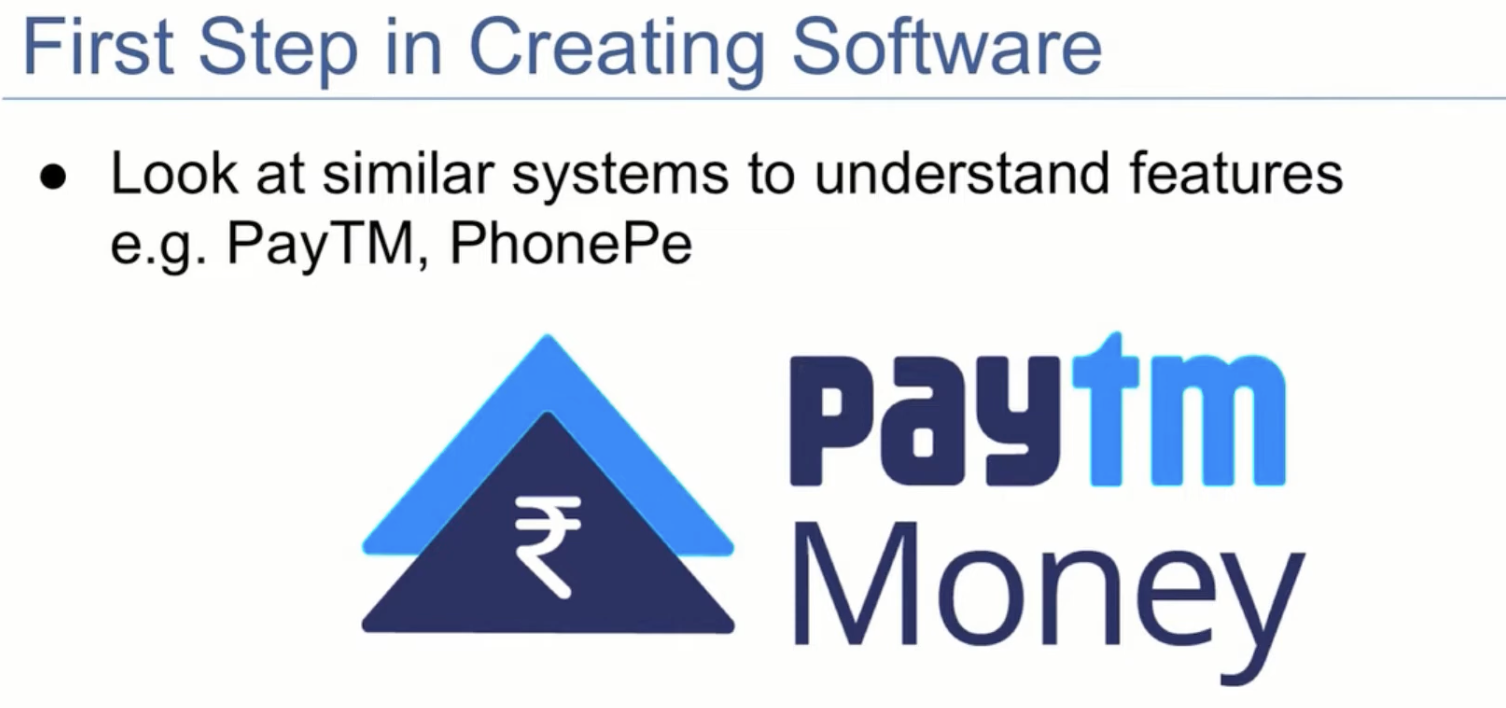 First Step in Creating Software
● Look at similar systems to understand features
e.g. PayTM, PhonePe
₹
paytm
Money